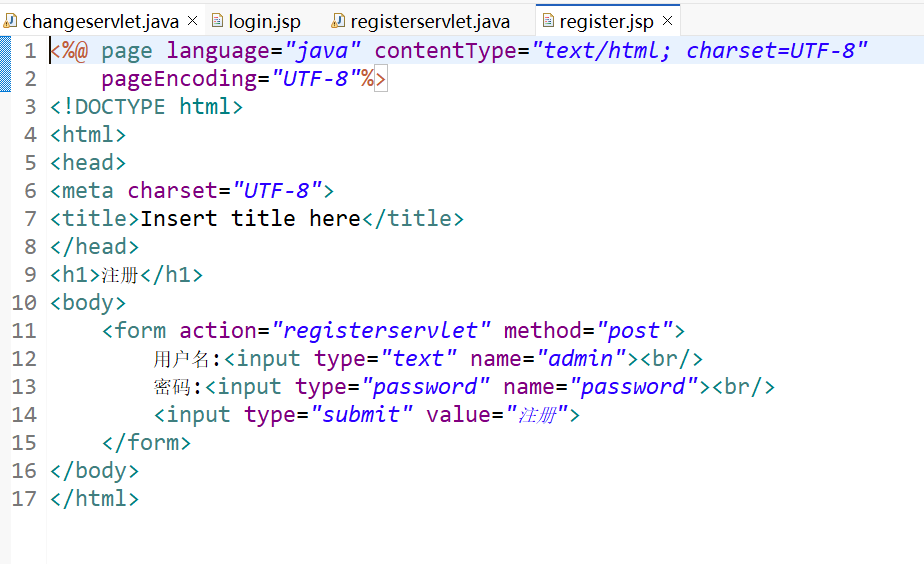 changeservlet.java × login.jsp registerservlet.java register.jsp ×
1 <%@ page language="java" contentType="text/html; charset=UTF-8"
2 pageEncoding="UTF-8"%>
3 <!DOCTYPE html>
4 <html>
5 <head>
6 <meta charset="UTF-8">
7 <title>Insert title here</title>
8 </head>
9 <h1>注册</h1>
10 <body>
11 <form action="registerservlet" method="post">
12 用户名:<input type="text" name="admin"><br/>
13 密码:<input type="password" name="password"><br/>
14 <input type="submit" value="注册">
15 </form>
16 </body>
17 </html>